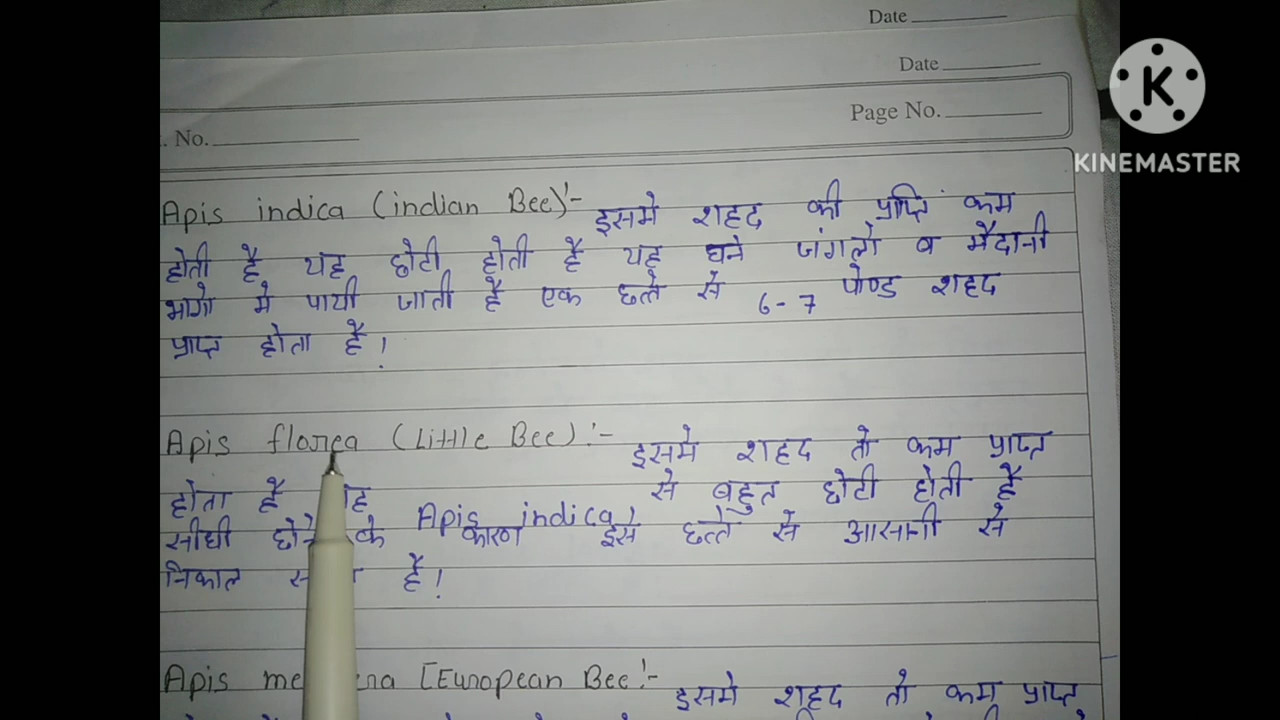 Date
Date
. No.
Page No.
KINEMASTER
Apis indica (indian Bee):- इसमे शहद की प्राप्ति कम
होती है यह छोटी होती है यह घने जंगलो व मैदानी
भागो मे पायी जाती है एक छत्ते से 6-7 पोण्ड शहद
प्राप्त होता है।
Apis florea (Little Bee):- इसमे शहद तो कम प्राप्त
होता है Apis indica से बहुत छोटी होती है
सीधी होने के कारण इसे छत्ते से आसानी से
निकाल है।
Apis [European Bee:- इसमे शहद तो कम प्राप्त